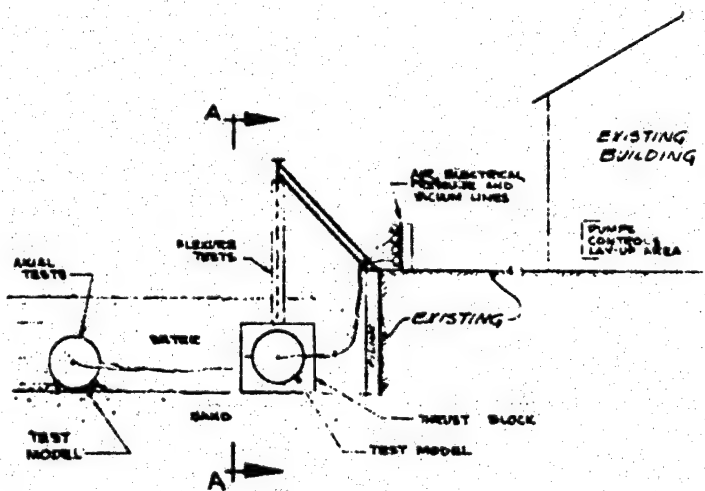 A
EXISTING
BUILDING
AIR, ELECTRICAL
PRESSURE AND
VACUUM LINES
PUMPS
CONTROLS
LAY-UP AREA
FLEXURE
TESTS
AXIAL
TESTS
EXISTING
WATER
SAND
THRUST BLOCK
TEST
MODEL
TEST MODEL
A